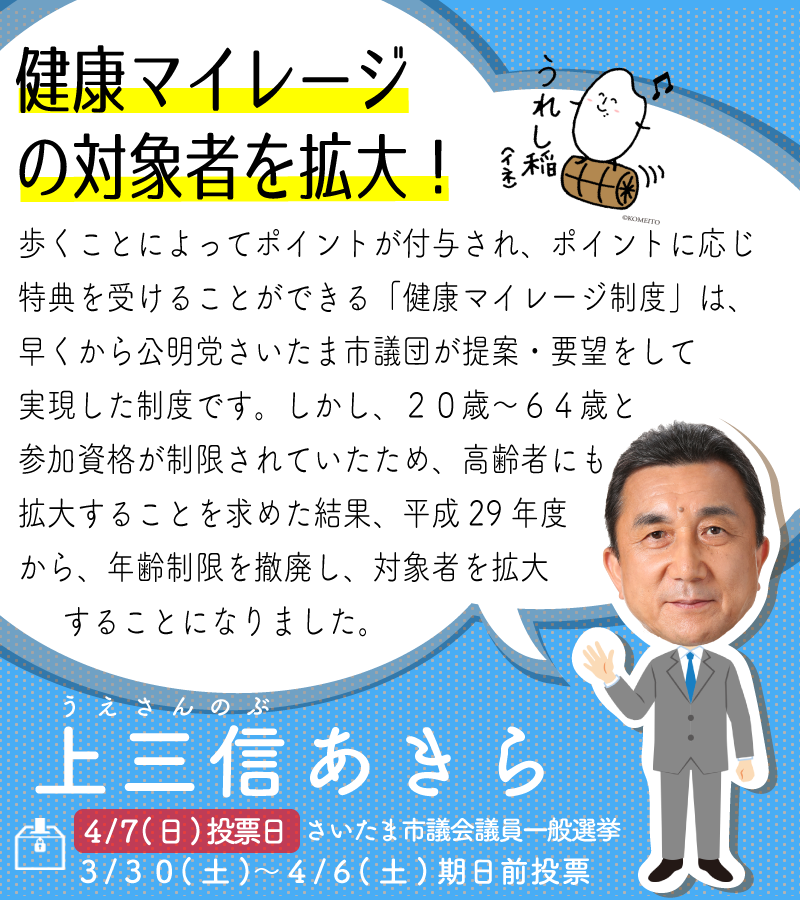 健康マイレージ
の対象者を拡大！
うれし稲
（イネ）
©KOMEITO
歩くことによってポイントが付与され、ポイントに応じ
特典を受けることができる「健康マイレージ制度」は、
早くから公明党さいたま市議団が提案・要望をして
実現した制度です。しかし、２０歳～６４歳と
参加資格が制限されていたため、高齢者にも
拡大することを求めた結果、平成 29 年度
から、年齢制限を撤廃し、対象者を拡大
することになりました。
うえさんのぶ
上三信あきら
4/7(日)投票日 さいたま市議会議員一般選挙
３/３０(土)～４/６(土)期日前投票